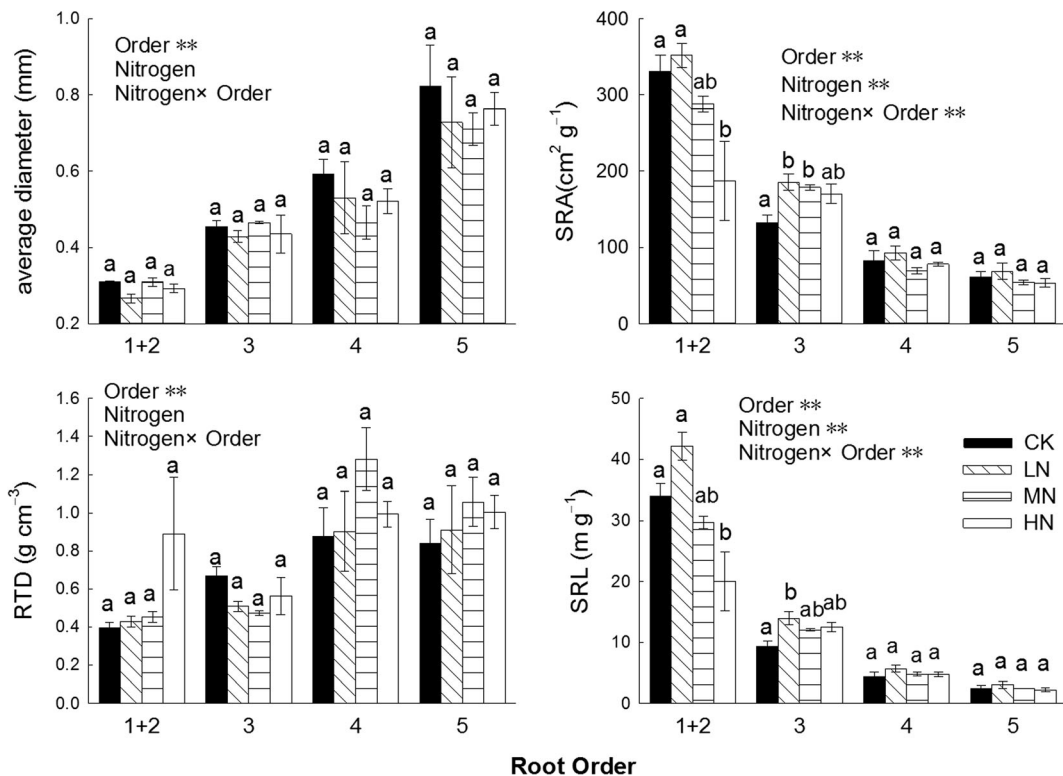 average diameter (mm)
1.0
0.8
0.6
0.4
0.2
Order **
Nitrogen
Nitrogen× Order
a a a a
a a a a
a a a a
a a a a
1+2 3 4 5
SRA(cm² g⁻¹)
400
300
200
100
0
Order **
Nitrogen **
Nitrogen× Order **
a a ab b
a b b ab
a a a a
a a a a
1+2 3 4 5
RTD (g cm⁻³)
1.6
1.4
1.2
1.0
0.8
0.6
0.4
0.2
0.0
Order **
Nitrogen
Nitrogen× Order
a a a a
a a a a
a a a a
a a a a
1+2 3 4 5
SRL (m g⁻¹)
50
40
30
20
10
0
Order **
Nitrogen **
Nitrogen× Order **
a a ab b
a b ab ab
a a a a
a a a a
1+2 3 4 5
CK
LN
MN
HN
Root Order